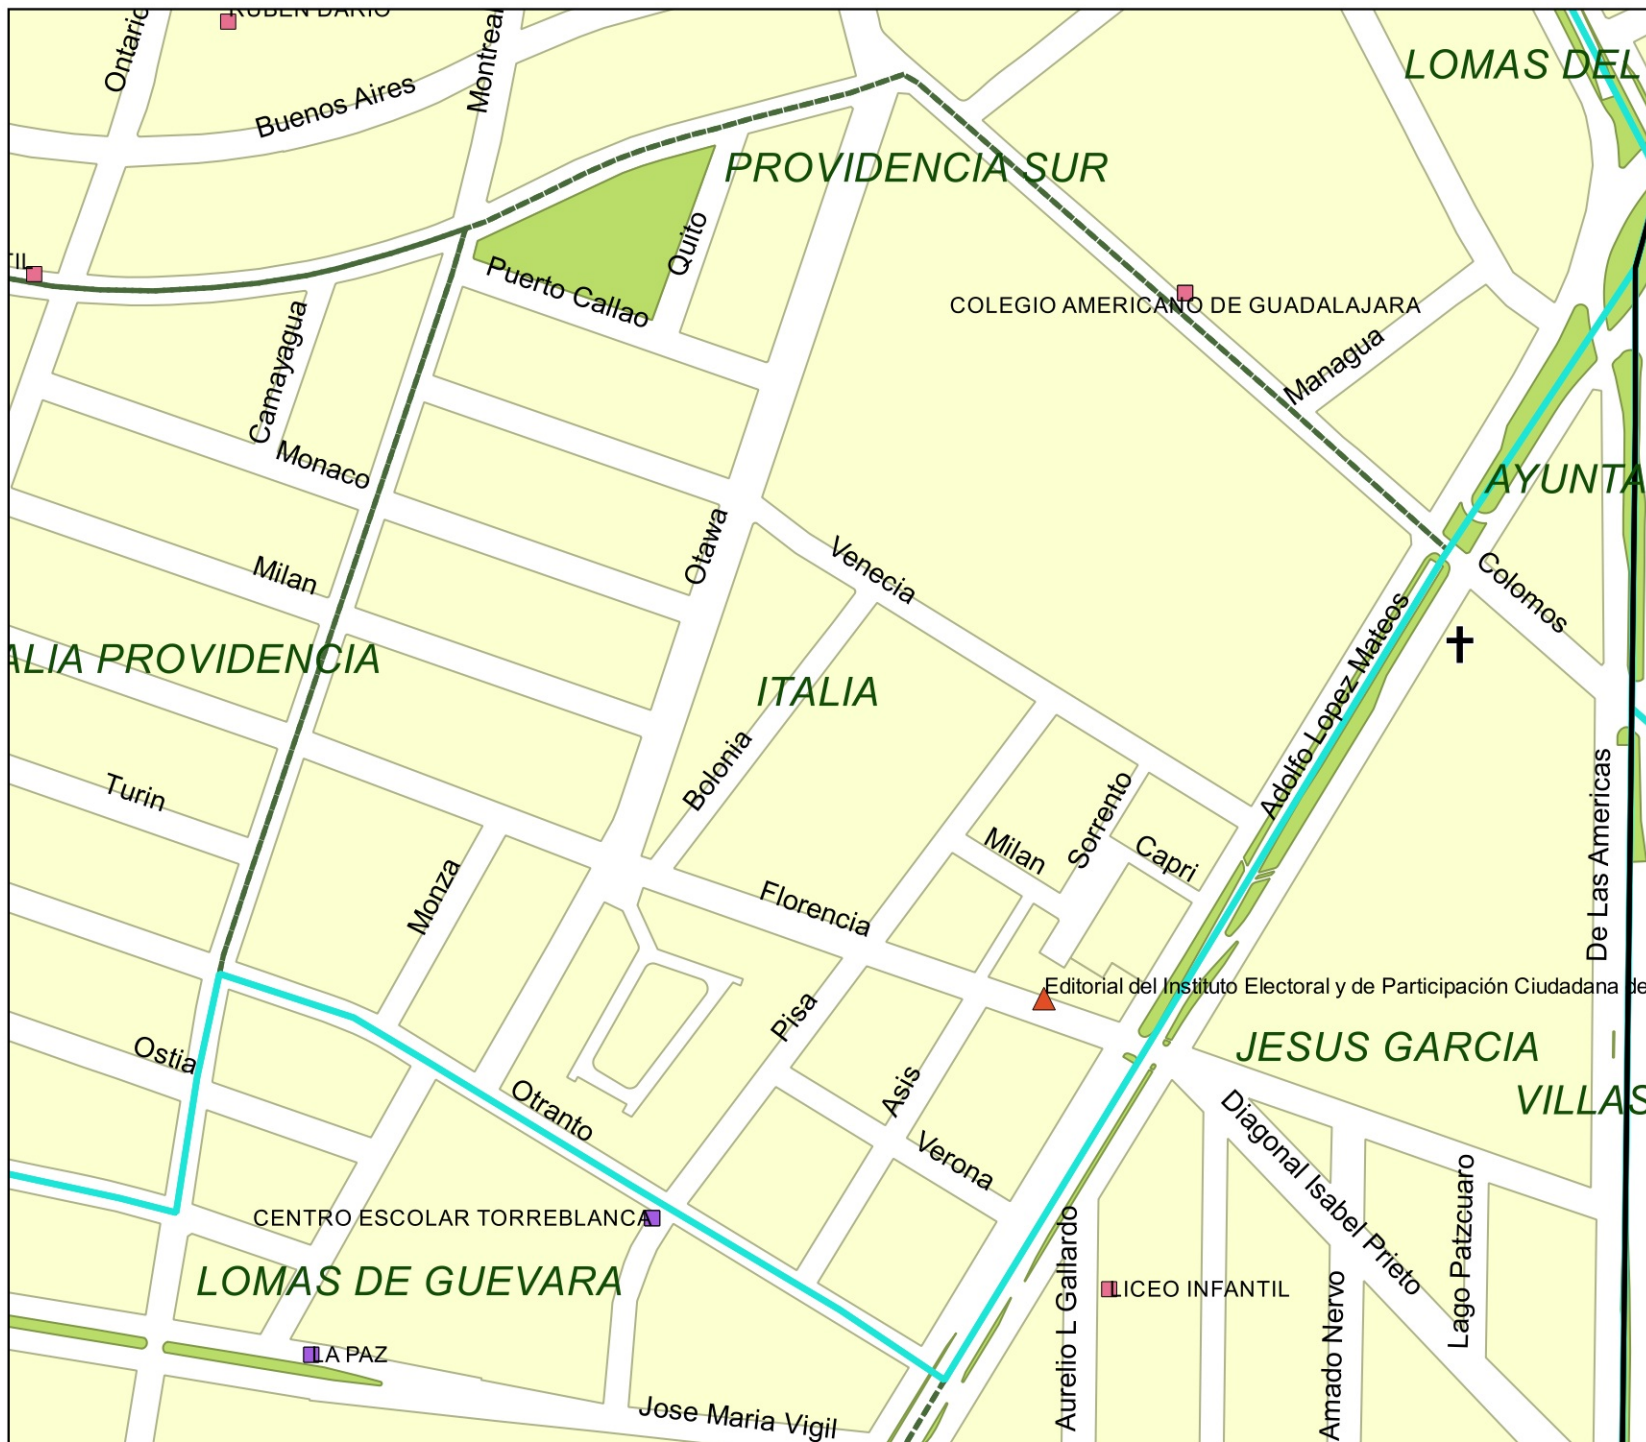 RUBEN DARIO
Ontario
Montreal
Buenos Aires
LOMAS DEL
PROVIDENCIA SUR
Quito
Puerto Callao
COLEGIO AMERICANO DE GUADALAJARA
Managua
Camayagua
Monaco
AYUNTA
Otawa
Venecia
Milan
Colomos
ALIA PROVIDENCIA
ITALIA
Adolfo Lopez Mateos
Bolonia
Turin
Sorrento
Milan
Capri
De Las Americas
Monza
Florencia
Editorial del Instituto Electoral y de Participación Ciudadana de
Pisa
Ostia
JESUS GARCIA
Otranto
Asis
VILLAS
Verona
Diagonal Isabel Prieto
Lago Patzcuaro
CENTRO ESCOLAR TORREBLANCA
LOMAS DE GUEVARA
Aurelio L Gallardo
LICEO INFANTIL
Amado Nervo
LA PAZ
Jose Maria Vigil